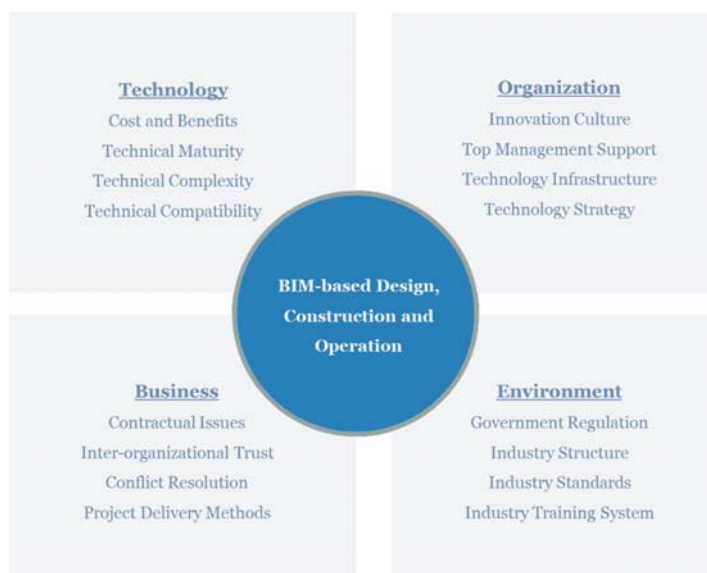 Technology
Cost and Benefits
Technical Maturity
Technical Complexity
Technical Compatibility
Organization
Innovation Culture
Top Management Support
Technology Infrastructure
Technology Strategy
BIM-based Design,
Construction and
Operation
Business
Contractual Issues
Inter-organizational Trust
Conflict Resolution
Project Delivery Methods
Environment
Government Regulation
Industry Structure
Industry Standards
Industry Training System